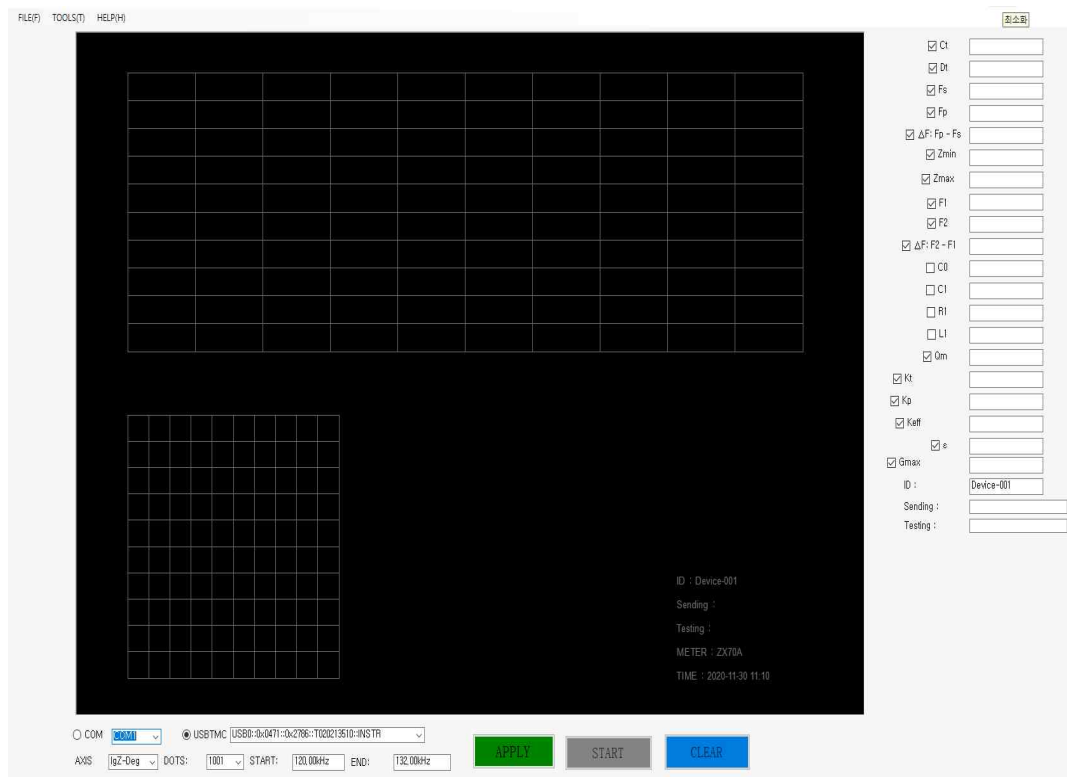 FILE(F) TOOLS(T) HELP(H)
최소화
Ct
Dt
Fs
Fp
△F: Fp - Fs
Zmin
Zmax
F1
F2
△F: F2 - F1
C0
C1
R1
L1
Qm
Kt
Kp
Keff
ε
Gmax
ID : Device-001
Sending :
Testing :
ID : Device-001
Sending :
Testing :
METER : ZX70A
TIME : 2020-11-30 11:10
COM COM1 USBTMC USB0::0x0471::0x2786::T020213510::INSTR
AXIS lgZ-Deg DOTS: 1001 START: 120,00kHz END: 132,00kHz
APPLY START CLEAR